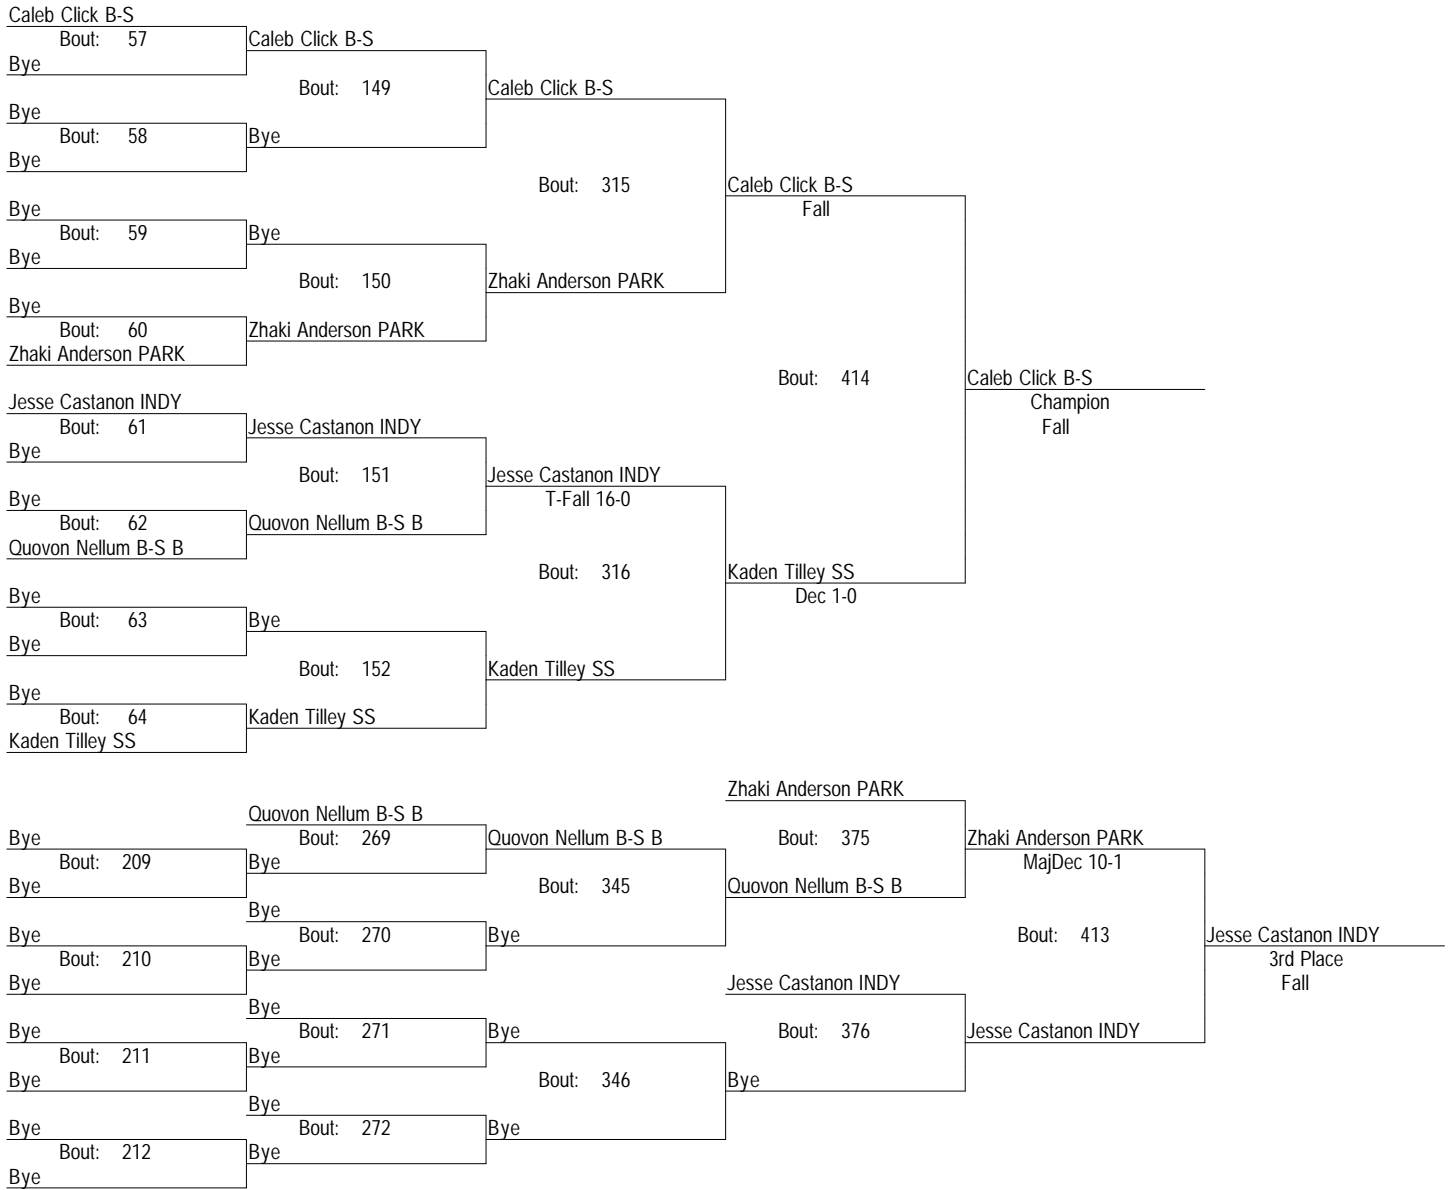 Caleb Click B-S
Bout: 57
Caleb Click B-S
Bye
Bout: 149
Caleb Click B-S
Bye
Bout: 58
Bye
Bye
Bout: 315
Caleb Click B-S
Fall
Bye
Bout: 59
Bye
Bye
Bout: 150
Zhaki Anderson PARK
Bye
Bout: 60
Zhaki Anderson PARK
Zhaki Anderson PARK
Bout: 414
Caleb Click B-S
Champion
Fall
Jesse Castanon INDY
Bout: 61
Jesse Castanon INDY
Bye
Bout: 151
Jesse Castanon INDY
T-Fall 16-0
Bye
Bout: 62
Quovon Nellum B-S B
Quovon Nellum B-S B
Bout: 316
Kaden Tilley SS
Dec 1-0
Bye
Bout: 63
Bye
Bye
Bout: 152
Kaden Tilley SS
Bye
Bout: 64
Kaden Tilley SS
Kaden Tilley SS
Zhaki Anderson PARK
Quovon Nellum B-S B
Bye
Bout: 269
Quovon Nellum B-S B
Bout: 375
Zhaki Anderson PARK
MajDec 10-1
Bout: 209
Bye
Bye
Bout: 345
Quovon Nellum B-S B
Bye
Bye
Bout: 270
Bye
Bout: 413
Jesse Castanon INDY
3rd Place
Fall
Bout: 210
Bye
Bye
Jesse Castanon INDY
Bye
Bye
Bout: 271
Bye
Bout: 376
Jesse Castanon INDY
Bout: 211
Bye
Bye
Bout: 346
Bye
Bye
Bye
Bout: 272
Bye
Bout: 212
Bye
Bye